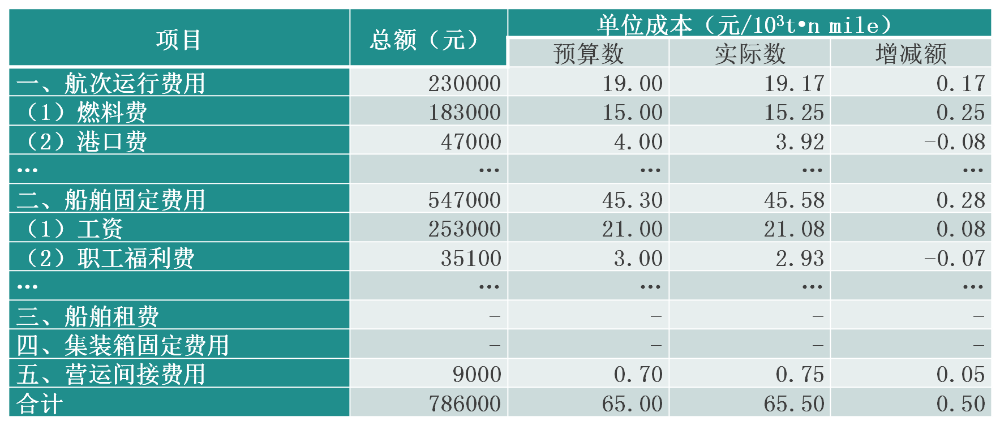 项目 总额（元） 单位成本（元/10³t•n mile）
预算数 实际数 增减额
一、航次运行费用 230000 19.00 19.17 0.17
（1）燃料费 183000 15.00 15.25 0.25
（2）港口费 47000 4.00 3.92 -0.08
… … … … …
二、船舶固定费用 547000 45.30 45.58 0.28
（1）工资 253000 21.00 21.08 0.08
（2）职工福利费 35100 3.00 2.93 -0.07
… … … … …
三、船舶租费 - - - -
四、集装箱固定费用 - - - -
五、营运间接费用 9000 0.70 0.75 0.05
合计 786000 65.00 65.50 0.50